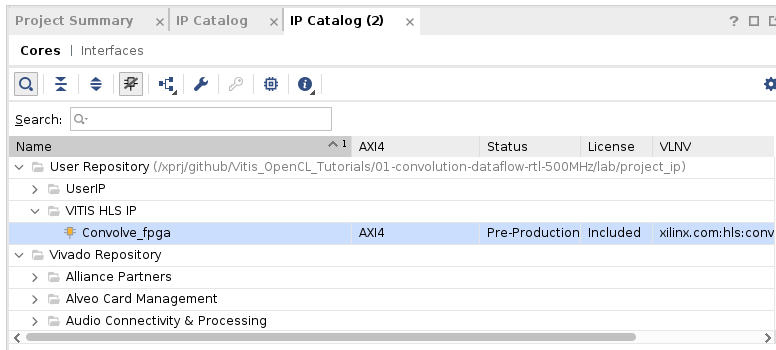 Project Summary × IP Catalog × IP Catalog (2) × ?
Cores | Interfaces
Search:
Name 1 AXI4 Status License VLNV
User Repository (/xprj/github/Vitis_OpenCL_Tutorials/01-convolution-dataflow-rtl-500MHz/lab/project_ip)
UserIP
VITIS HLS IP
Convolve_fpga AXI4 Pre-Production Included xilinx.com:hls:conv
Vivado Repository
Alliance Partners
Alveo Card Management
Audio Connectivity & Processing